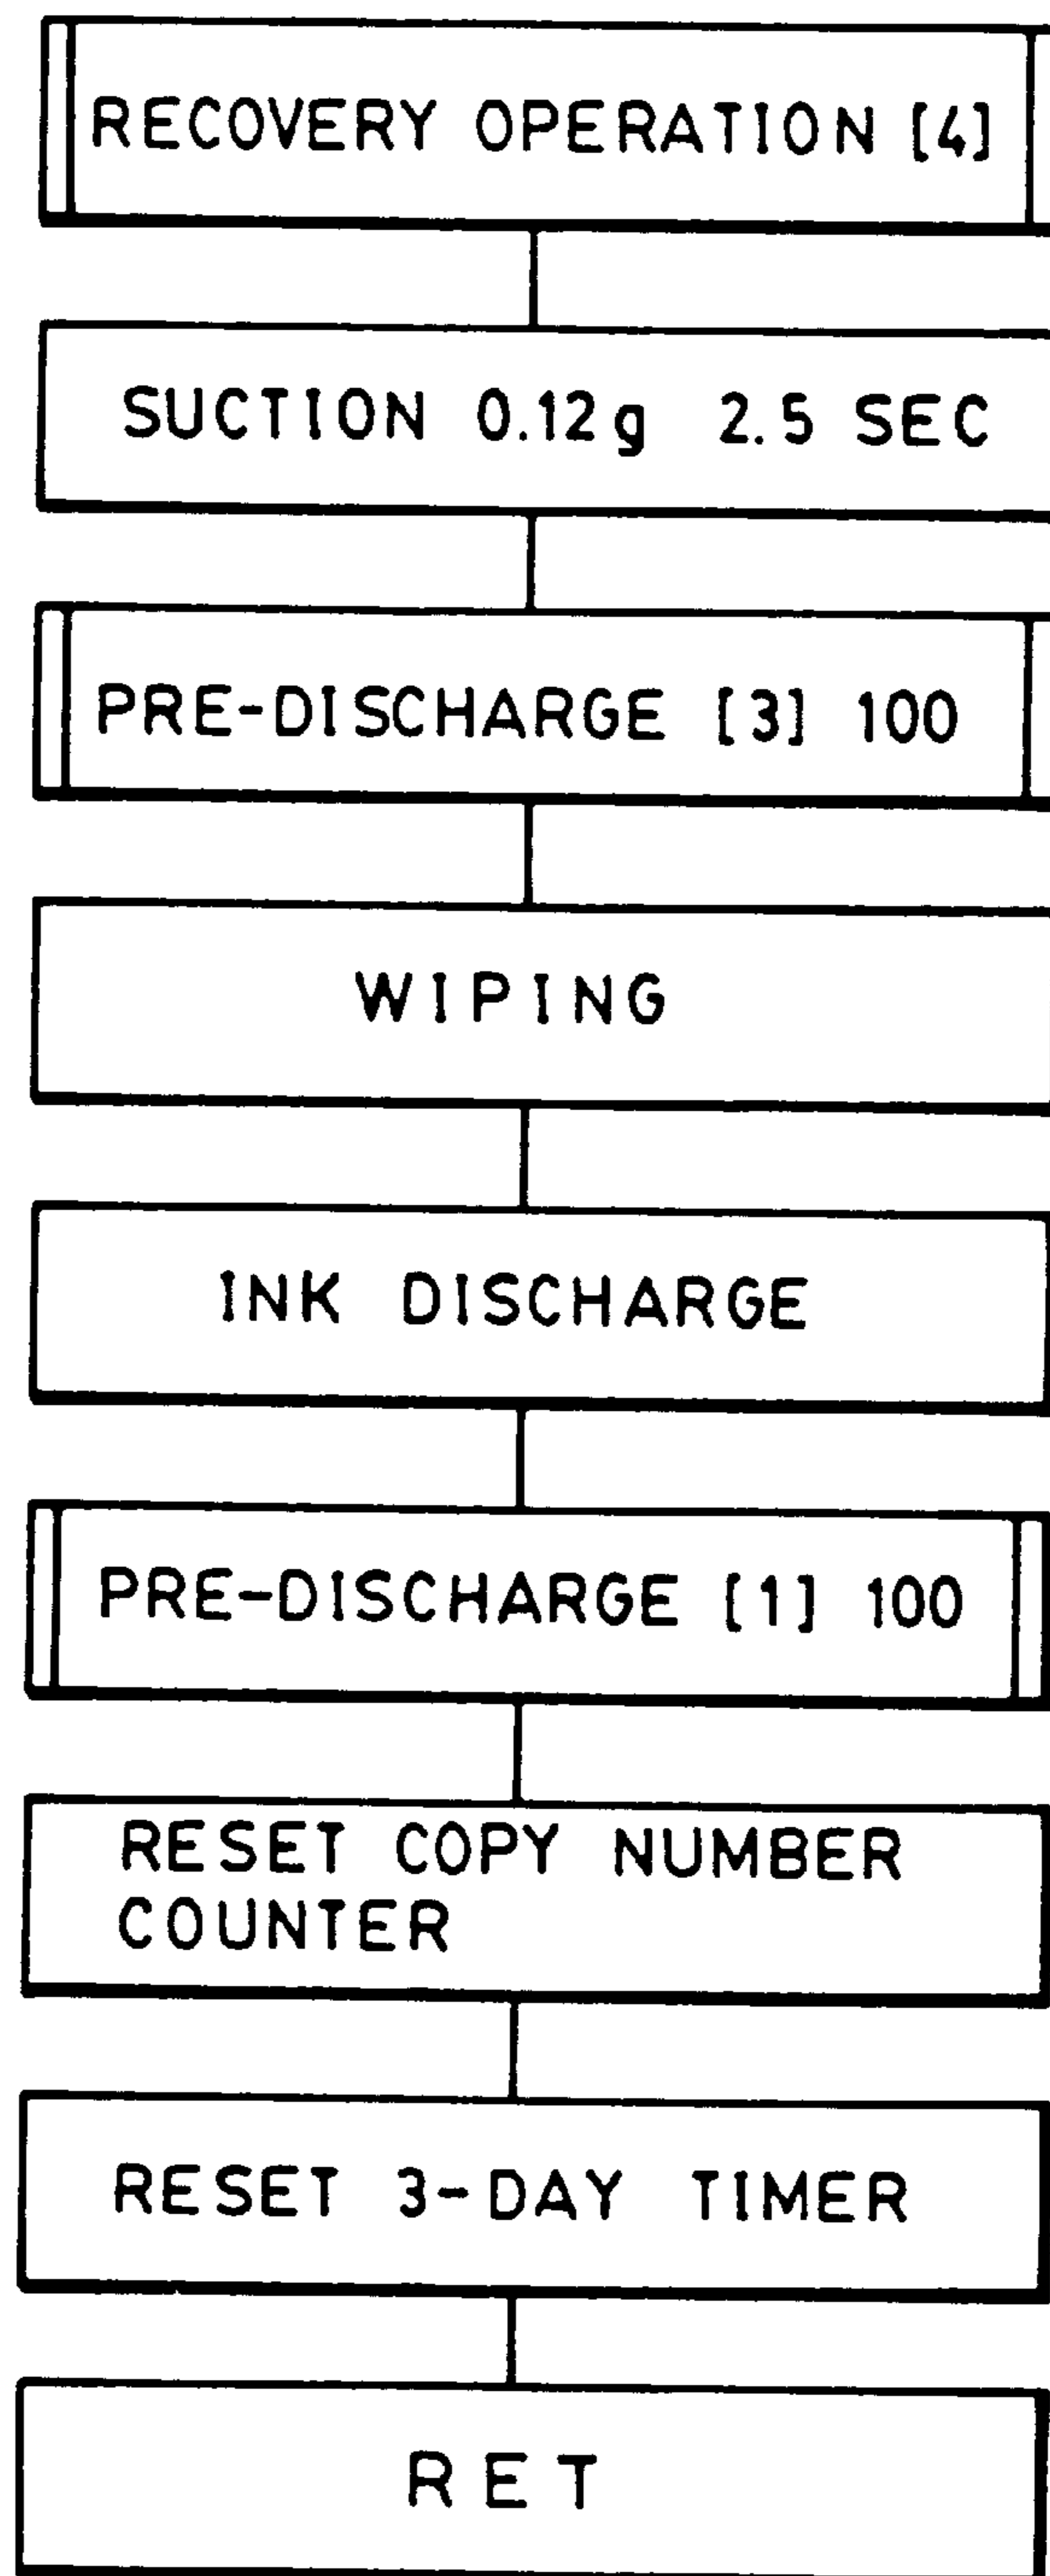 RECOVERY OPERATION [4]
SUCTION 0.12g 2.5 SEC
PRE-DISCHARGE [3] 100
WIPING
INK DISCHARGE
PRE-DISCHARGE [1] 100
RESET COPY NUMBER
COUNTER
RESET 3-DAY TIMER
RET